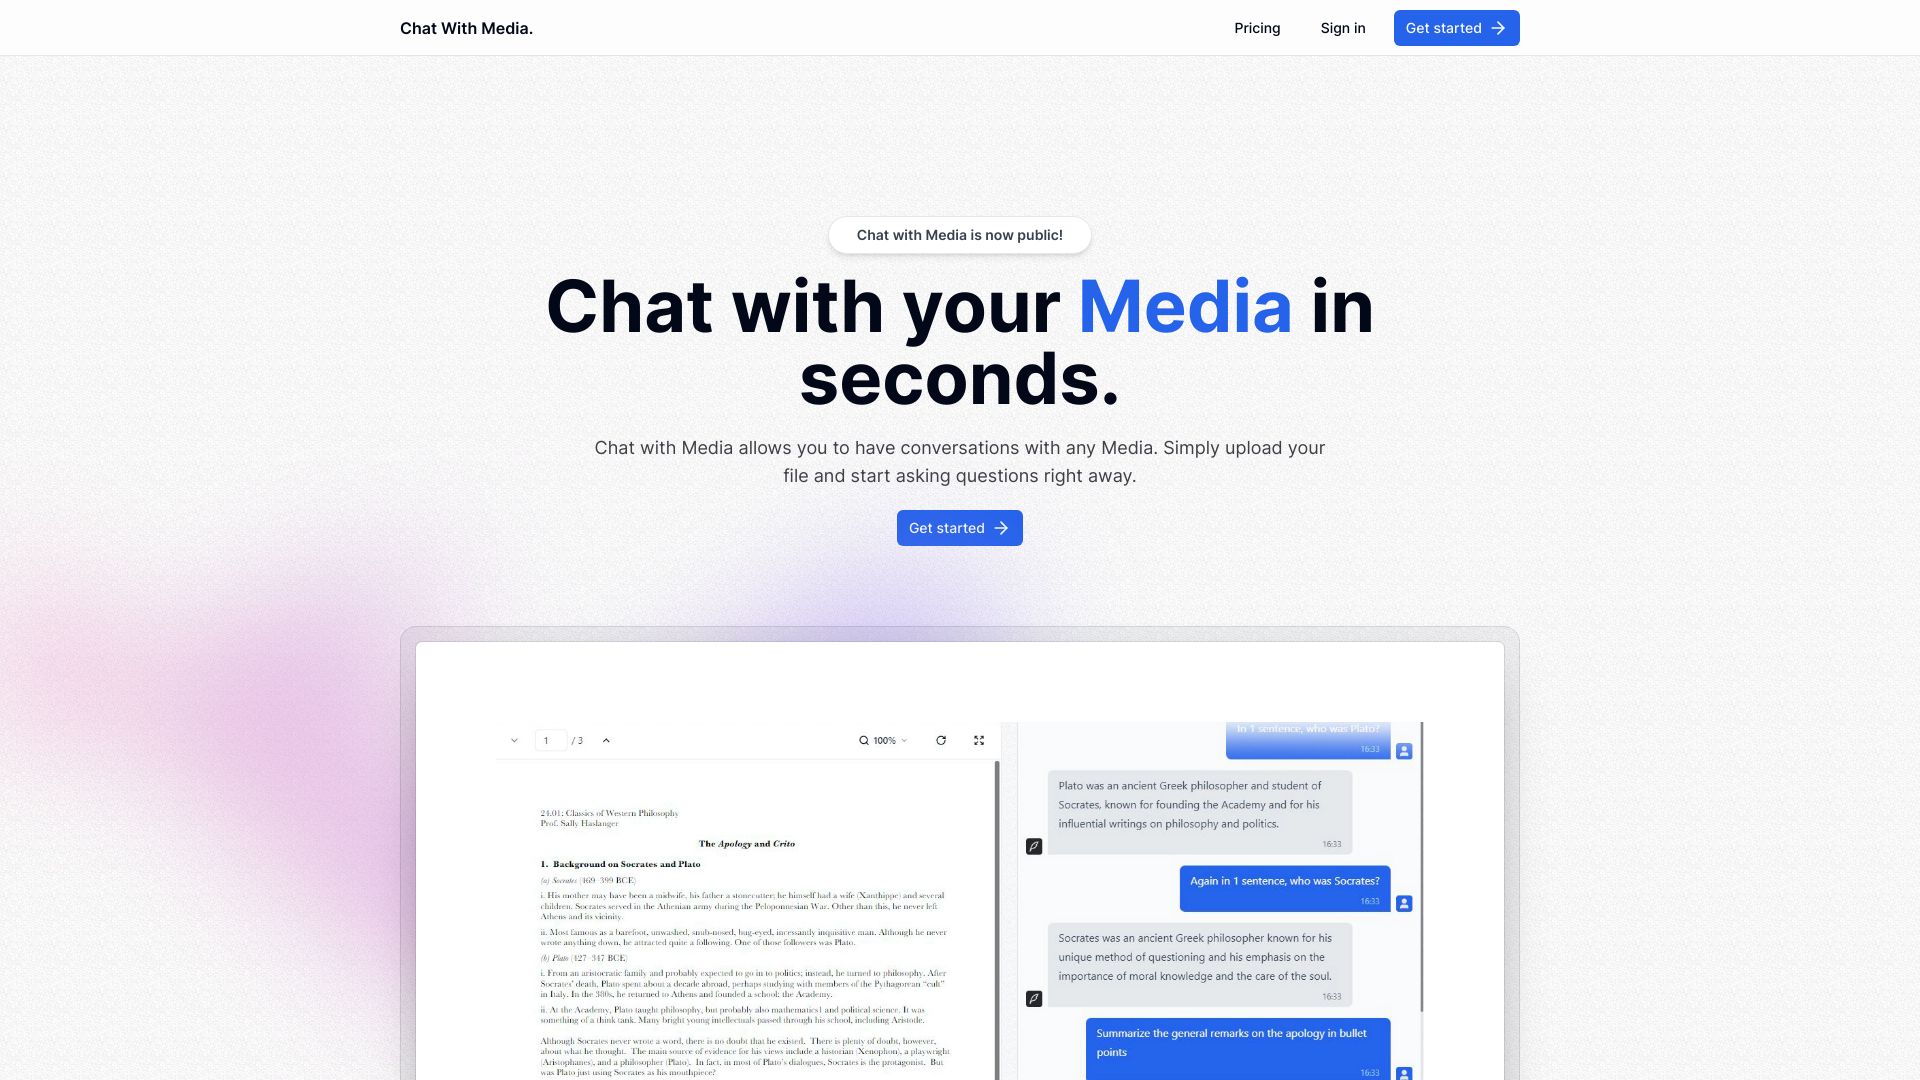 Chat With Media.
Pricing
Sign in
Get started
Chat with Media is now public!
Chat with your Media in
seconds.
Chat with Media allows you to have conversations with any Media. Simply upload your
file and start asking questions right away.
Get started
1 / 3
100%
24.01: Classics of Western Philosophy
Prof. Sally Haslanger
The Apology and Crito
1. Background on Socrates and Plato
(a) Socrates (469–399 BCE)
i. His mother may have been a midwife, his father a stonecutter; he himself had a wife (Xanthippe) and several
children. Socrates served in the Athenian army during the Peloponnesian War. Other than this, he never left
Athens and its vicinity.
ii. Most famous as a barefoot, unwashed, snub-nosed, bug-eyed, incessantly inquisitive man. Although he never
wrote anything down, he attracted quite a following. One of those followers was Plato.
(b) Plato (427–347 BCE)
i. From an aristocratic family and probably expected to go in to politics; instead, he turned to philosophy. After
Socrates' death, Plato spent about a decade abroad, perhaps studying with members of the Pythagorean "cult"
in Italy. In the 380s, he returned to Athens and founded a school: the Academy.
ii. At the Academy, Plato taught philosophy, but probably also mathematics1 and political science. It was
something of a think tank. Many bright young intellectuals passed through his school, including Aristotle.
Although Socrates never wrote a word, there is no doubt that he existed. There is plenty of doubt, however,
about what he thought. The main source of evidence for his views include a historian (Xenophon), a playwright
(Aristophanes), and a philosopher (Plato). In fact, in most of Plato's dialogues, Socrates is the protagonist. But
was Plato just using Socrates as his mouthpiece?
In 1 sentence, who was Plato?
16:33
Plato was an ancient Greek philosopher and student of
Socrates, known for founding the Academy and for his
influential writings on philosophy and politics.
16:33
Again in 1 sentence, who was Socrates?
16:33
Socrates was an ancient Greek philosopher known for his
unique method of questioning and his emphasis on the
importance of moral knowledge and the care of the soul.
16:33
Summarize the general remarks on the apology in bullet
points
16:33